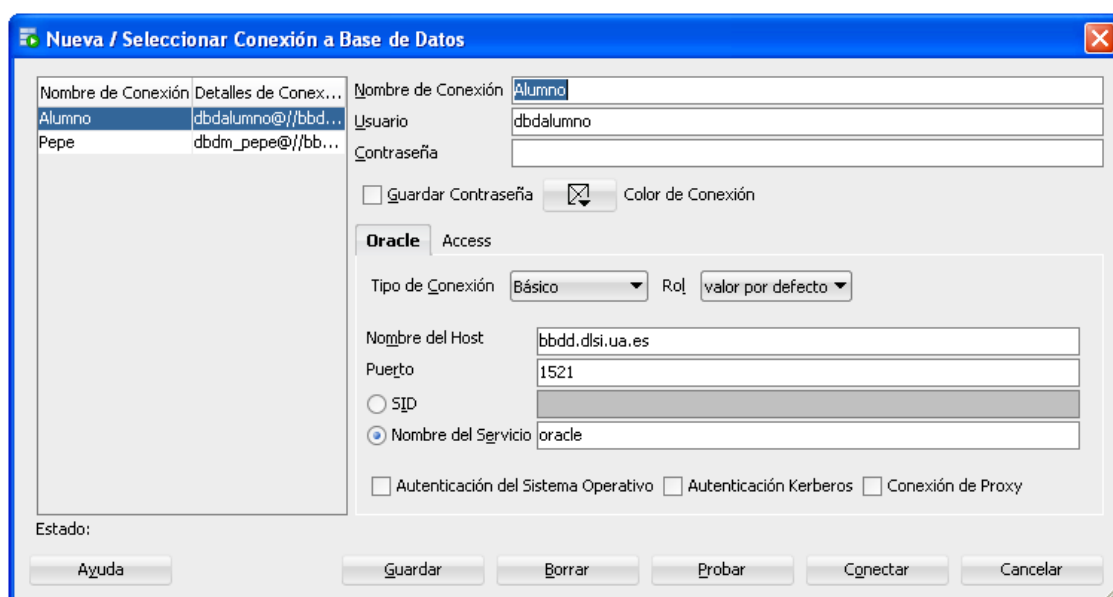 Nueva / Seleccionar Conexión a Base de Datos
Nombre de Conexión Detalles de Conex...
Alumno dbdalumno@//bbd...
Pepe dbdm_pepe@//bb...
Nombre de Conexión Alumno
Usuario dbdalumno
Contraseña
Guardar Contraseña Color de Conexión
Oracle Access
Tipo de Conexión Básico Rol valor por defecto
Nombre del Host bbdd.dlsi.ua.es
Puerto 1521
SID
Nombre del Servicio oracle
Autenticación del Sistema Operativo Autenticación Kerberos Conexión de Proxy
Estado:
Ayuda Guardar Borrar Probar Conectar Cancelar